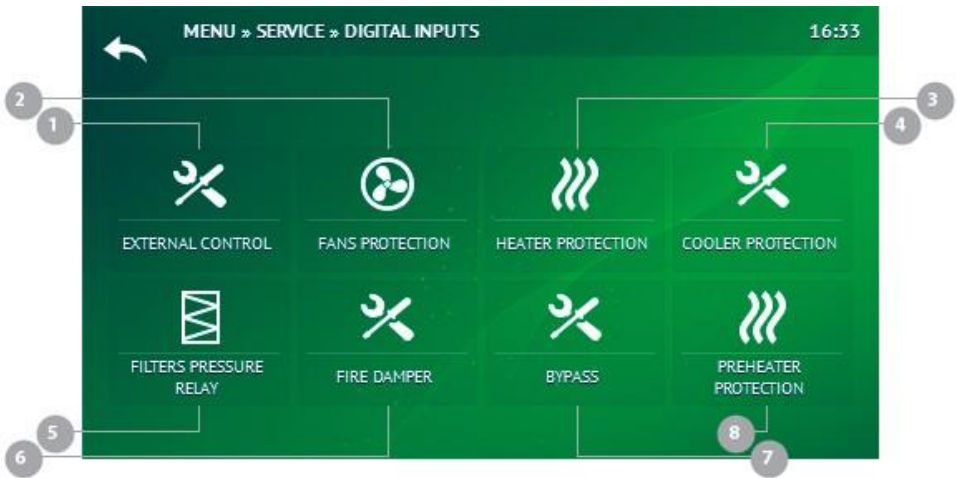 MENU » SERVICE » DIGITAL INPUTS
16:33
2
1
3
4
EXTERNAL CONTROL
FANS PROTECTION
HEATER PROTECTION
COOLER PROTECTION
FILTERS PRESSURE
RELAY
FIRE DAMPER
BYPASS
PREHEATER
PROTECTION
5
6
8
7